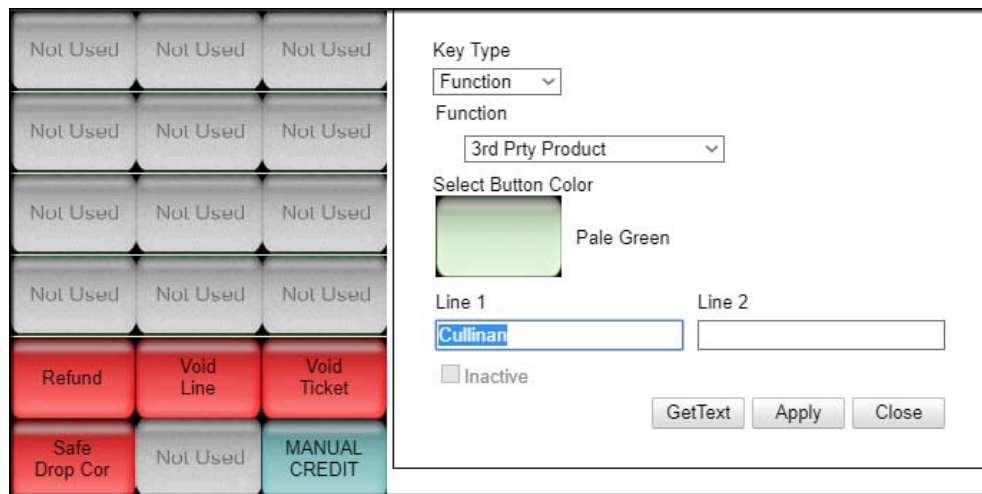 Not Used Not Used Not Used
Not Used Not Used Not Used
Not Used Not Used Not Used
Not Used Not Used Not Used
Refund
Void
Line
Void
Ticket
Safe
Drop Cor
Not Used
MANUAL
CREDIT
Key Type
Function
Function
3rd Prty Product
Select Button Color
Pale Green
Line 1 Line 2
Cullinan
Inactive
GetText Apply Close